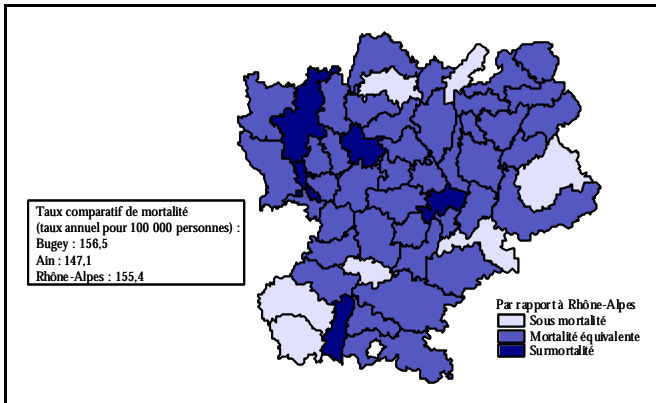 Taux comparatif de mortalité
(taux annuel pour 100 000 personnes) :
Bugey : 156,5
Ain : 147,1
Rhône-Alpes : 155,4
Par rapport à Rhône-Alpes
Sous mortalité
Mortalité équivalente
Surmortalité